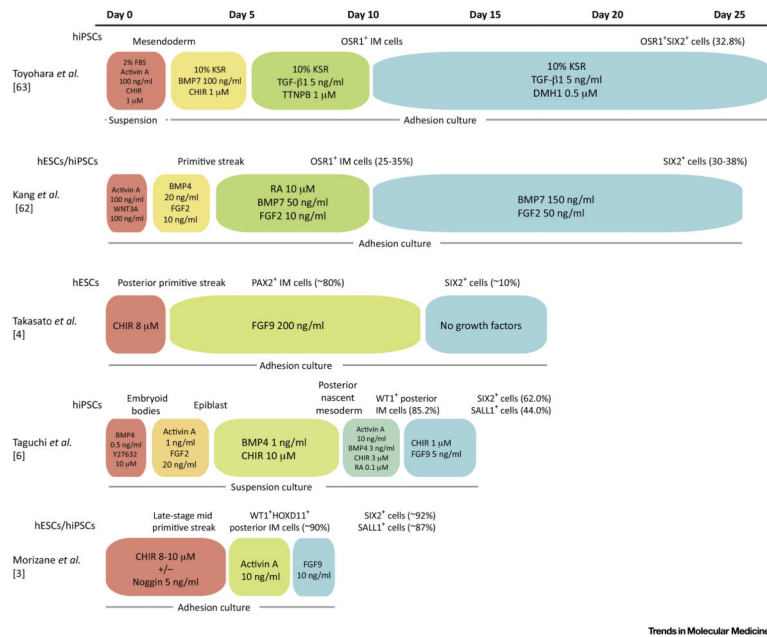 Day 0 Day 5 Day 10 Day 15 Day 20 Day 25
hiPSCs
Mesendoderm OSR1⁺ IM cells OSR1⁺SIX2⁺ cells (32.8%)
Toyohara et al.
[63]
2% FBS
Activin A
100 ng/ml
CHIR
1 μM
10% KSR
BMP7 100 ng/ml
CHIR 1 μM
10% KSR
TGF-β1 5 ng/ml
TTNPB 1 μM
10% KSR
TGF-β1 5 ng/ml
DMH1 0.5 μM
Suspension Adhesion culture
hESCs/hiPSCs Primitive streak OSR1⁺ IM cells (25-35%) SIX2⁺ cells (30-38%)
Kang et al.
[62]
Activin A
100 ng/ml
WNT3A
100 ng/ml
BMP4
20 ng/ml
FGF2
10 ng/ml
RA 10 μM
BMP7 50 ng/ml
FGF2 10 ng/ml
BMP7 150 ng/ml
FGF2 50 ng/ml
Adhesion culture
hESCs
Posterior primitive streak PAX2⁺ IM cells (~80%) SIX2⁺ cells (~10%)
Takasato et al.
[4]
CHIR 8 μM
FGF9 200 ng/ml
No growth factors
Adhesion culture
hiPSCs
Embryoid
bodies
Epiblast
Posterior
nascent
mesoderm
WT1⁺ posterior
IM cells (85.2%)
SIX2⁺ cells (62.0%)
SALL1⁺ cells (44.0%)
Taguchi et al.
[6]
BMP4
0.5 ng/ml
Y27632
10 μM
Activin A
1 ng/ml
FGF2
20 ng/ml
BMP4 1 ng/ml
CHIR 10 μM
Activin A
10 ng/ml
BMP4 3 ng/ml
CHIR 3 μM
RA 0.1 μM
CHIR 1 μM
FGF9 5 ng/ml
Suspension culture
hESCs/hiPSCs
Late-stage mid
primitive streak
WT1⁺HOXD11⁺
posterior IM cells (~90%)
SIX2⁺ cells (~92%)
SALL1⁺ cells (~87%)
Morizane et al.
[3]
CHIR 8-10 μM
+/−
Noggin 5 ng/ml
Activin A
10 ng/ml
FGF9
10 ng/ml
Adhesion culture
Trends in Molecular Medicine